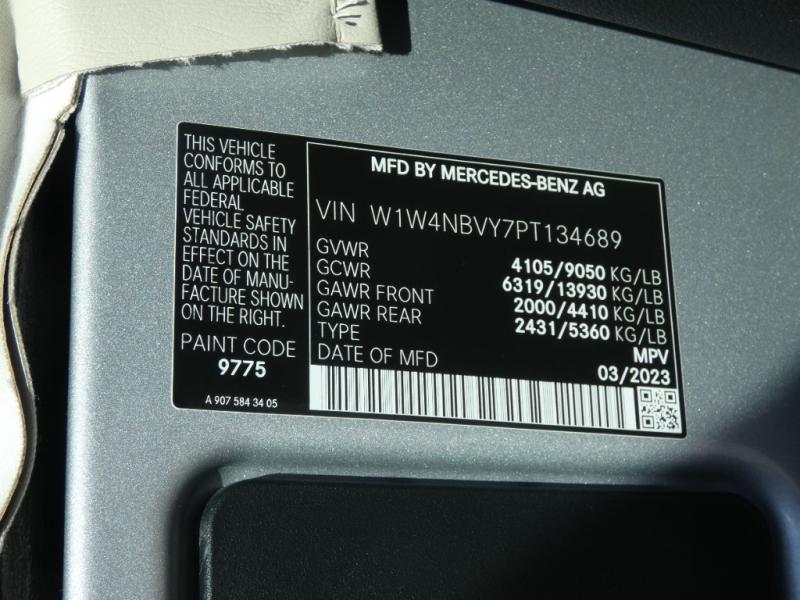 THIS VEHICLE
CONFORMS TO
ALL APPLICABLE
FEDERAL
VEHICLE SAFETY
STANDARDS IN
EFFECT ON THE
DATE OF MANU-
FACTURE SHOWN
ON THE RIGHT.
PAINT CODE
9775
A 907 584 34 05
MFD BY MERCEDES-BENZ AG
VIN W1W4NBVY7PT134689
GVWR 4105/9050 KG/LB
GCWR 6319/13930 KG/LB
GAWR FRONT 2000/4410 KG/LB
GAWR REAR 2431/5360 KG/LB
TYPE MPV
DATE OF MFD 03/2023